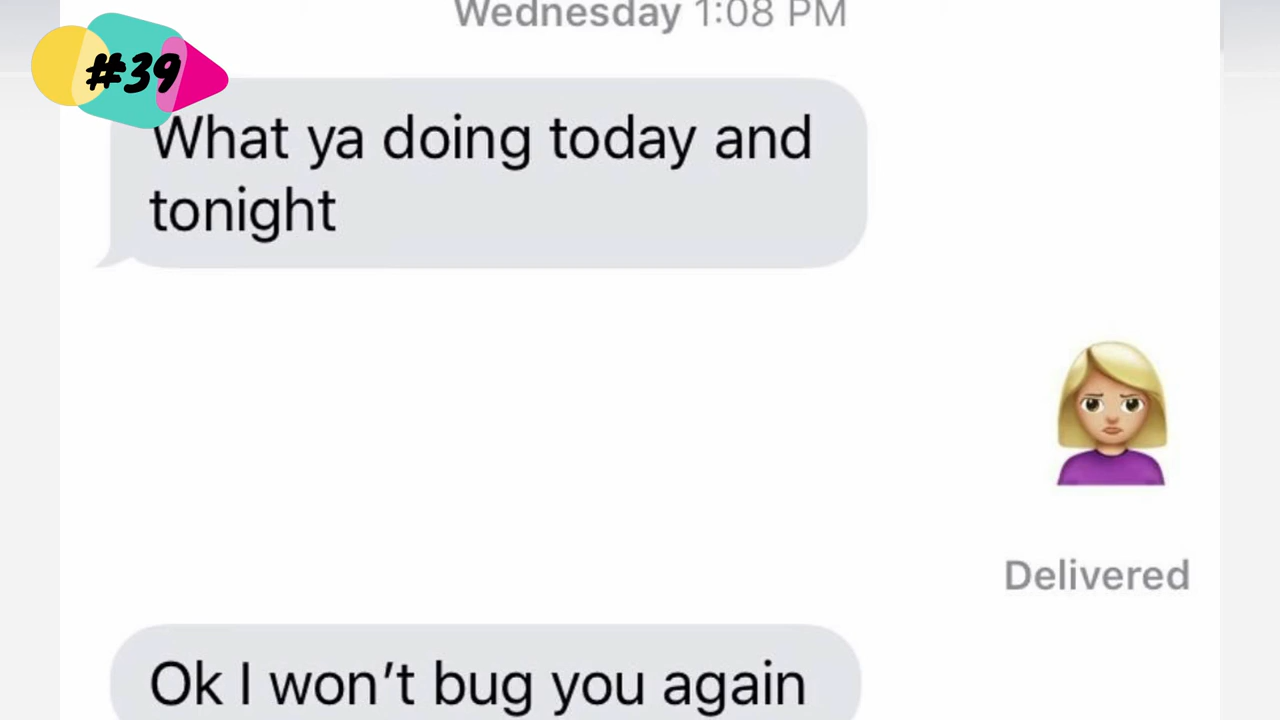 Wednesday 1:08 PM
#39
What ya doing today and
tonight
Delivered
Ok I won't bug you again